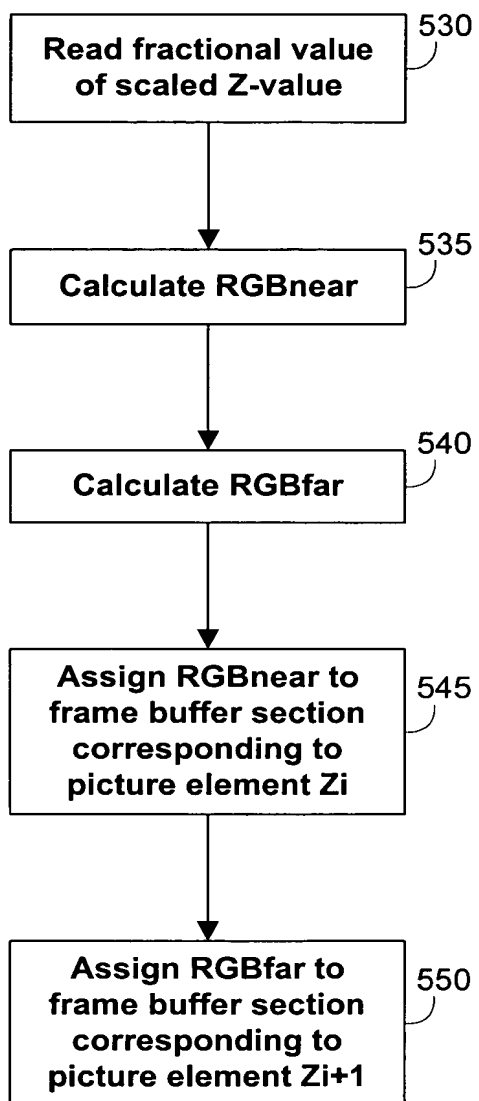 530
Read fractional value
of scaled Z-value
535
Calculate RGBnear
540
Calculate RGBfar
545
Assign RGBnear to
frame buffer section
corresponding to
picture element Zi
550
Assign RGBfar to
frame buffer section
corresponding to
picture element Zi+1